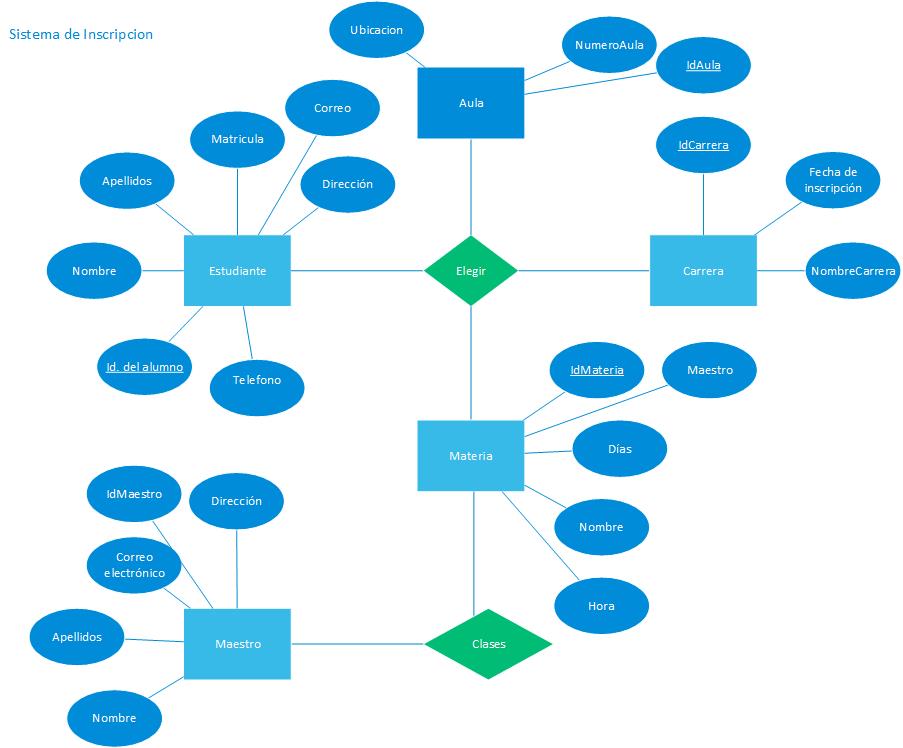 Sistema de Inscripcion
Ubicacion
NumeroAula
IdAula
Aula
Correo
Matricula
IdCarrera
Apellidos
Dirección
Fecha de
inscripción
Nombre
Estudiante
Elegir
Carrera
NombreCarrera
Id. del alumno
Telefono
IdMateria
Maestro
Materia
Días
IdMaestro
Dirección
Nombre
Correo
electrónico
Hora
Apellidos
Maestro
Clases
Nombre